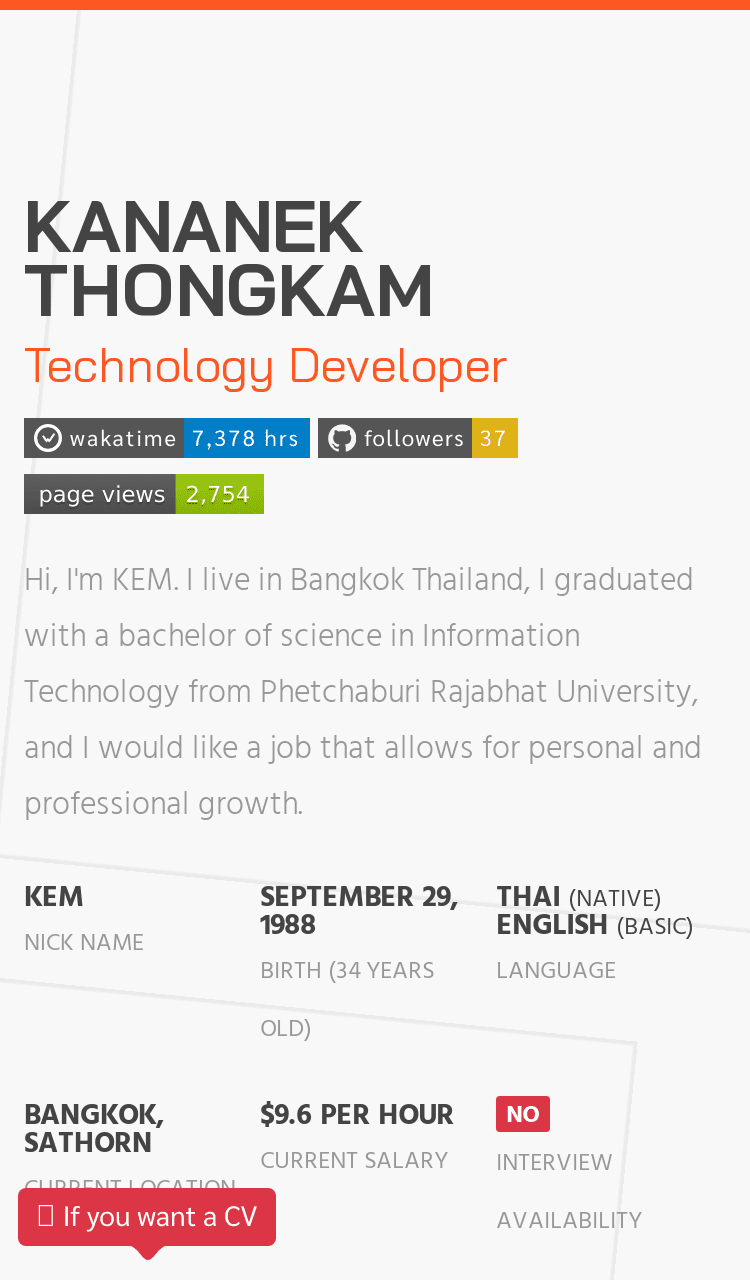 KANANEK
THONGKAM
Technology Developer
wakatime 7,378 hrs followers 37
page views 2,754
Hi, I'm KEM. I live in Bangkok Thailand, I graduated
with a bachelor of science in Information
Technology from Phetchaburi Rajabhat University,
and I would like a job that allows for personal and
professional growth.
KEM
NICK NAME
SEPTEMBER 29,
1988
BIRTH (34 YEARS
OLD)
THAI (NATIVE)
ENGLISH (BASIC)
LANGUAGE
BANGKOK,
SATHORN
CURRENT LOCATION
$9.6 PER HOUR
CURRENT SALARY
NO
INTERVIEW
AVAILABILITY
If you want a CV